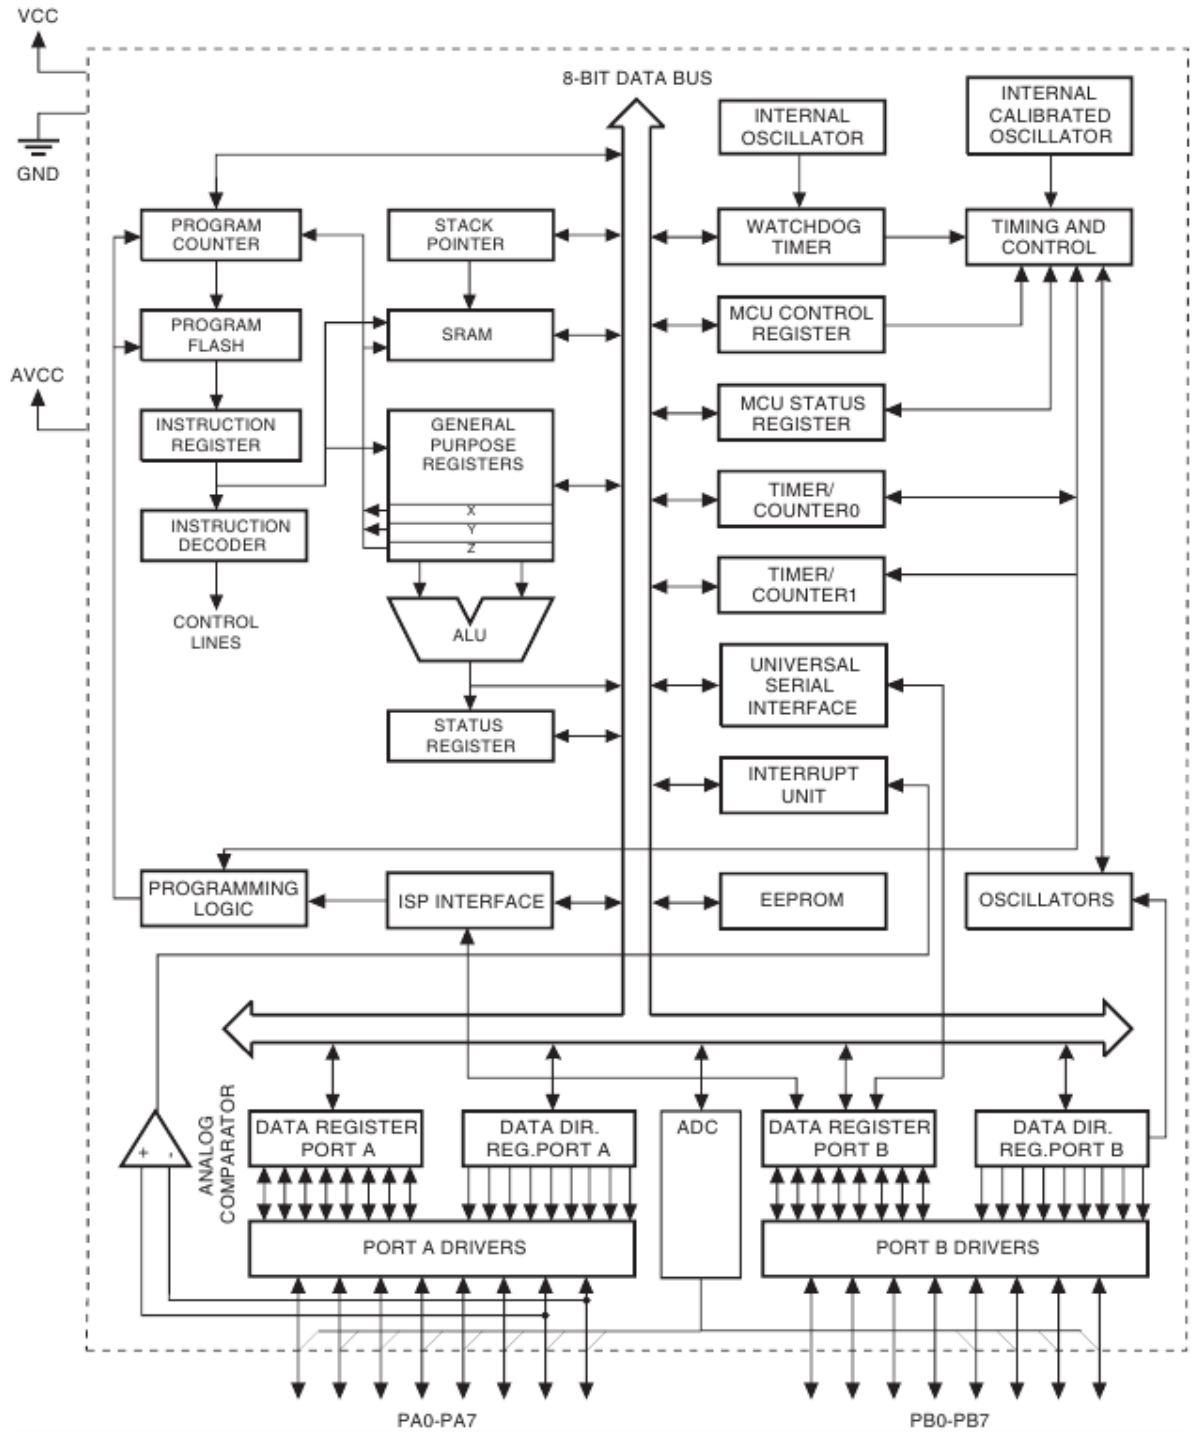 VCC
8-BIT DATA BUS
INTERNAL
OSCILLATOR
INTERNAL
CALIBRATED
OSCILLATOR
GND
PROGRAM
COUNTER
STACK
POINTER
WATCHDOG
TIMER
TIMING AND
CONTROL
PROGRAM
FLASH
SRAM
MCU CONTROL
REGISTER
AVCC
INSTRUCTION
REGISTER
GENERAL
PURPOSE
REGISTERS
X
Y
Z
MCU STATUS
REGISTER
INSTRUCTION
DECODER
TIMER/
COUNTER0
CONTROL
LINES
ALU
TIMER/
COUNTER1
STATUS
REGISTER
UNIVERSAL
SERIAL
INTERFACE
INTERRUPT
UNIT
PROGRAMMING
LOGIC
ISP INTERFACE
EEPROM
OSCILLATORS
ANALOG
COMPARATOR
+
-
DATA REGISTER
PORT A
DATA DIR.
REG.PORT A
ADC
DATA REGISTER
PORT B
DATA DIR.
REG.PORT B
PORT A DRIVERS
PORT B DRIVERS
PA0-PA7
PB0-PB7